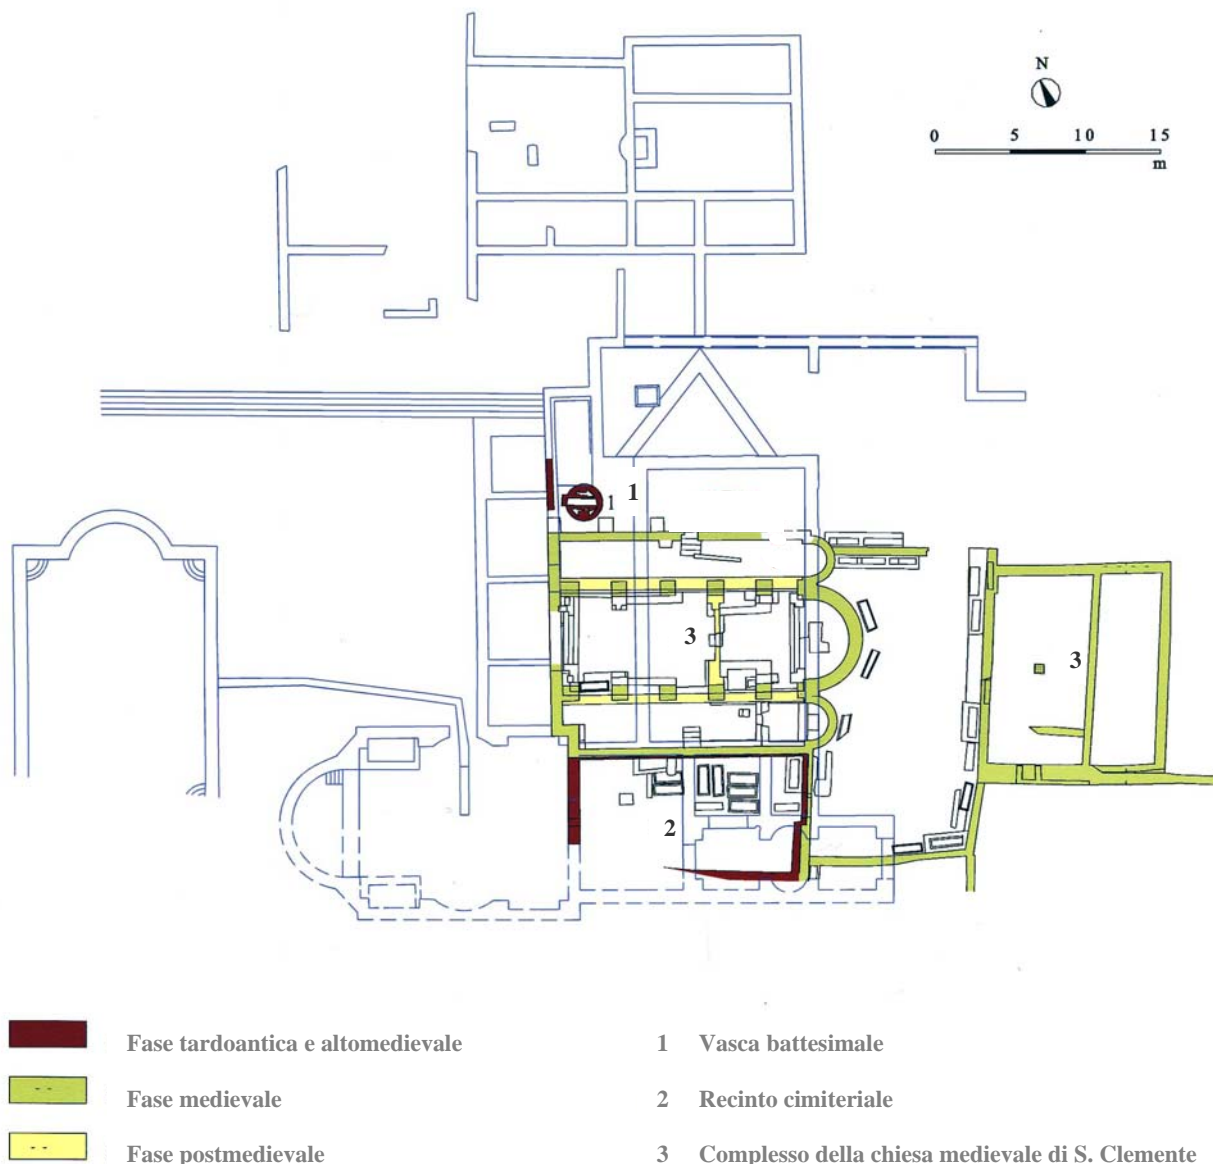 N
0 5 10 15
m
1 1
3
3
2
Fase tardoantica e altomedievale
Fase medievale
Fase postmedievale
1 Vasca battesimale
2 Recinto cimiteriale
3 Complesso della chiesa medievale di S. Clemente